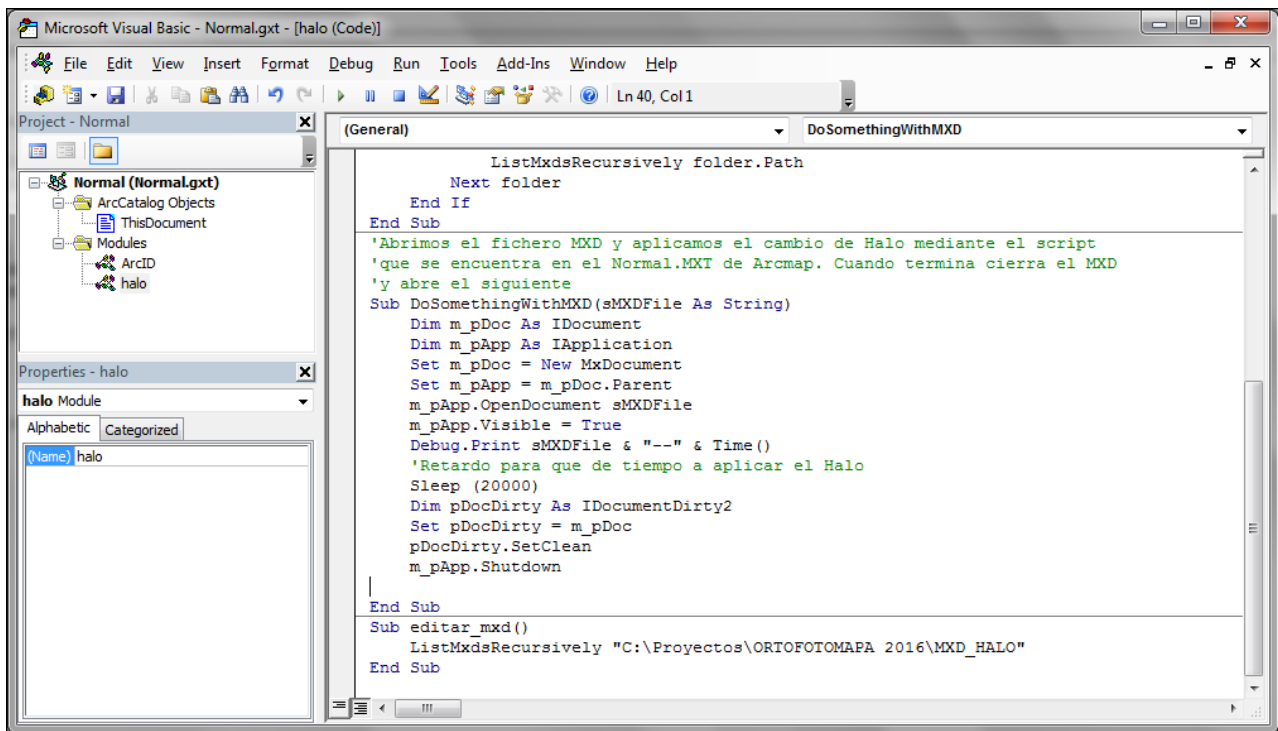 Microsoft Visual Basic - Normal.gxt - [halo (Code)]
File Edit View Insert Format Debug Run Tools Add-Ins Window Help
Ln 40, Col 1
Project - Normal
Normal (Normal.gxt)
ArcCatalog Objects
ThisDocument
Modules
ArcID
halo
Properties - halo
halo Module
Alphabetic Categorized
(Name) halo
(General) DoSomethingWithMXD
ListMxdsRecursively folder.Path
Next folder
End If
End Sub
'Abrimos el fichero MXD y aplicamos el cambio de Halo mediante el script
'que se encuentra en el Normal.MXT de Arcmap. Cuando termina cierra el MXD
'y abre el siguiente
Sub DoSomethingWithMXD(sMXDFile As String)
Dim m_pDoc As IDocument
Dim m_pApp As IApplication
Set m_pDoc = New MxDocument
Set m_pApp = m_pDoc.Parent
m_pApp.OpenDocument sMXDFile
m_pApp.Visible = True
Debug.Print sMXDFile & "--" & Time()
'Retardo para que de tiempo a aplicar el Halo
Sleep (20000)
Dim pDocDirty As IDocumentDirty2
Set pDocDirty = m_pDoc
pDocDirty.SetClean
m_pApp.Shutdown
End Sub
Sub editar_mxd()
ListMxdsRecursively "C:\Proyectos\ORTOFOTOMAPA 2016\MXD_HALO"
End Sub